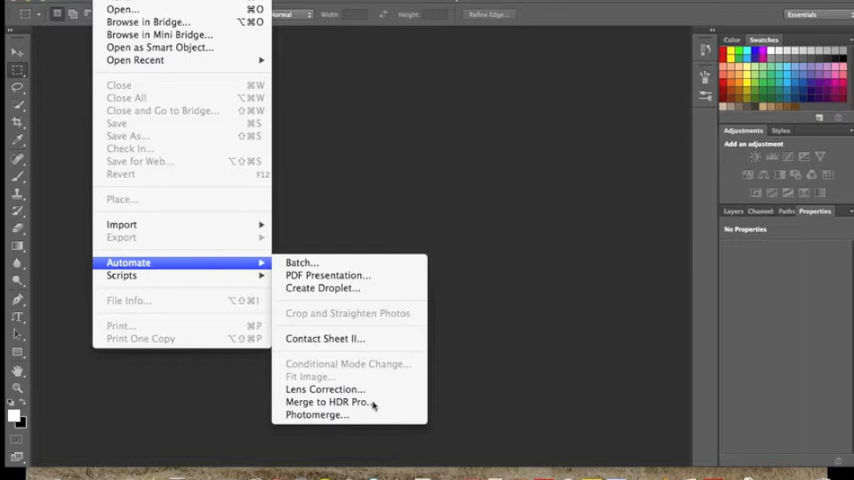 Open... ⌘O
Normal Width: Height: Refine Edge... Essentials
Browse in Bridge... ⌥⌘O
Browse in Mini Bridge...
Open as Smart Object...
Open Recent
Close ⌘W
Close All ⌥⌘W
Close and Go to Bridge... ⇧⌘W
Save ⌘S
Save As... ⇧⌘S
Check In...
Save for Web... ⌥⇧⌘S
Revert F12
Place...
Import
Export
Automate
Scripts
File Info... ⌥⇧⌘I
Print... ⌘P
Print One Copy ⌥⇧⌘P
Batch...
PDF Presentation...
Create Droplet...
Crop and Straighten Photos
Contact Sheet II...
Conditional Mode Change...
Fit Image...
Lens Correction...
Merge to HDR Pro...
Photomerge...
Color Swatches
Adjustments Styles
Add an adjustment
Layers Channel Paths Properties
No Properties